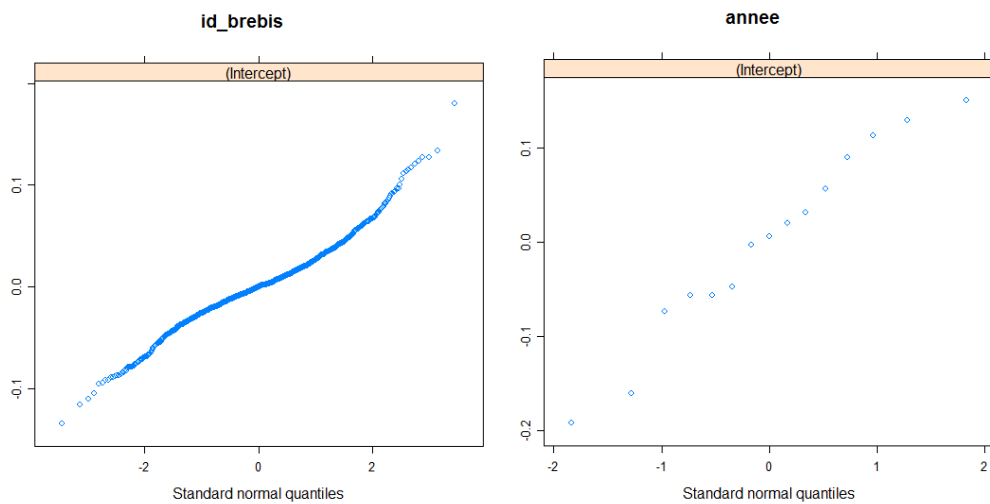 id_brebis
(Intercept)
0.1
0.0
-0.1
-2
0
2
Standard normal quantiles
annee
(Intercept)
0.1
0.0
-0.1
-0.2
-2
-1
0
1
2
Standard normal quantiles